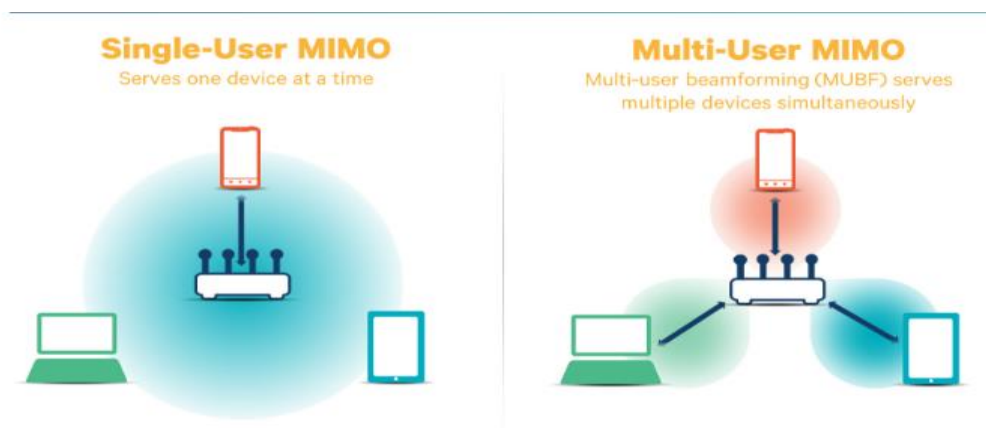 Single-User MIMO
Serves one device at a time
Multi-User MIMO
Multi-user beamforming (MUBF) serves
multiple devices simultaneously